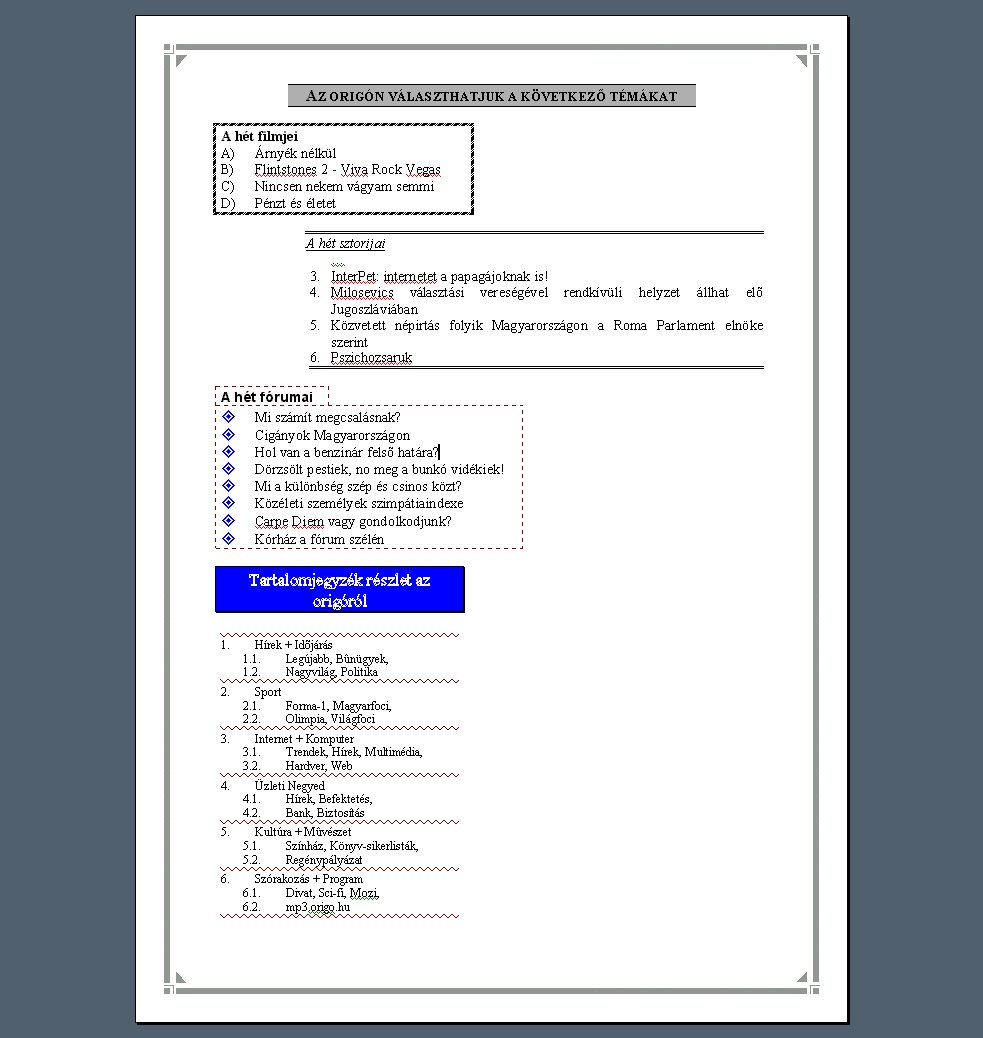 AZ ORIGÓN VÁLASZTHATJUK A KÖVETKEZŐ TÉMÁKAT
A hét filmjei
A) Árnyék nélkül
B) Flintstones 2 - Viva Rock Vegas
C) Nincsen nekem vágyam semmi
D) Pénzt és életet
A hét sztorijai
3. InterPet: internetet a papagájoknak is!
4. Milosevics választási vereségével rendkívüli helyzet állhat elő
Jugoszláviában
5. Közvetett népirtás folyik Magyarországon a Roma Parlament elnöke
szerint
6. Pszichozsaruk
A hét fórumai
Mi számít megcsalásnak?
Cigányok Magyarországon
Hol van a benzinár felső határa?
Dörzsölt pestiek, no meg a bunkó vidékiek!
Mi a különbség szép és csinos közt?
Közéleti személyek szimpátiaindexe
Carpe Diem vagy gondolkodjunk?
Kórház a fórum szélén
Tartalomjegyzék részlet az
origóról
1. Hírek + Időjárás
1.1. Legújabb, Bûnügyek,
1.2. Nagyvilág, Politika
2. Sport
2.1. Forma-1, Magyarfoci,
2.2. Olimpia, Világfoci
3. Internet + Komputer
3.1. Trendek, Hírek, Multimédia,
3.2. Hardver, Web
4. Üzleti Negyed
4.1. Hírek, Befektetés,
4.2. Bank, Biztosítás
5. Kultúra + Mûvészet
5.1. Színház, Könyv-sikerlisták,
5.2. Regénypályázat
6. Szórakozás + Program
6.1. Divat, Sci-fi, Mozi,
6.2. mp3.origo.hu